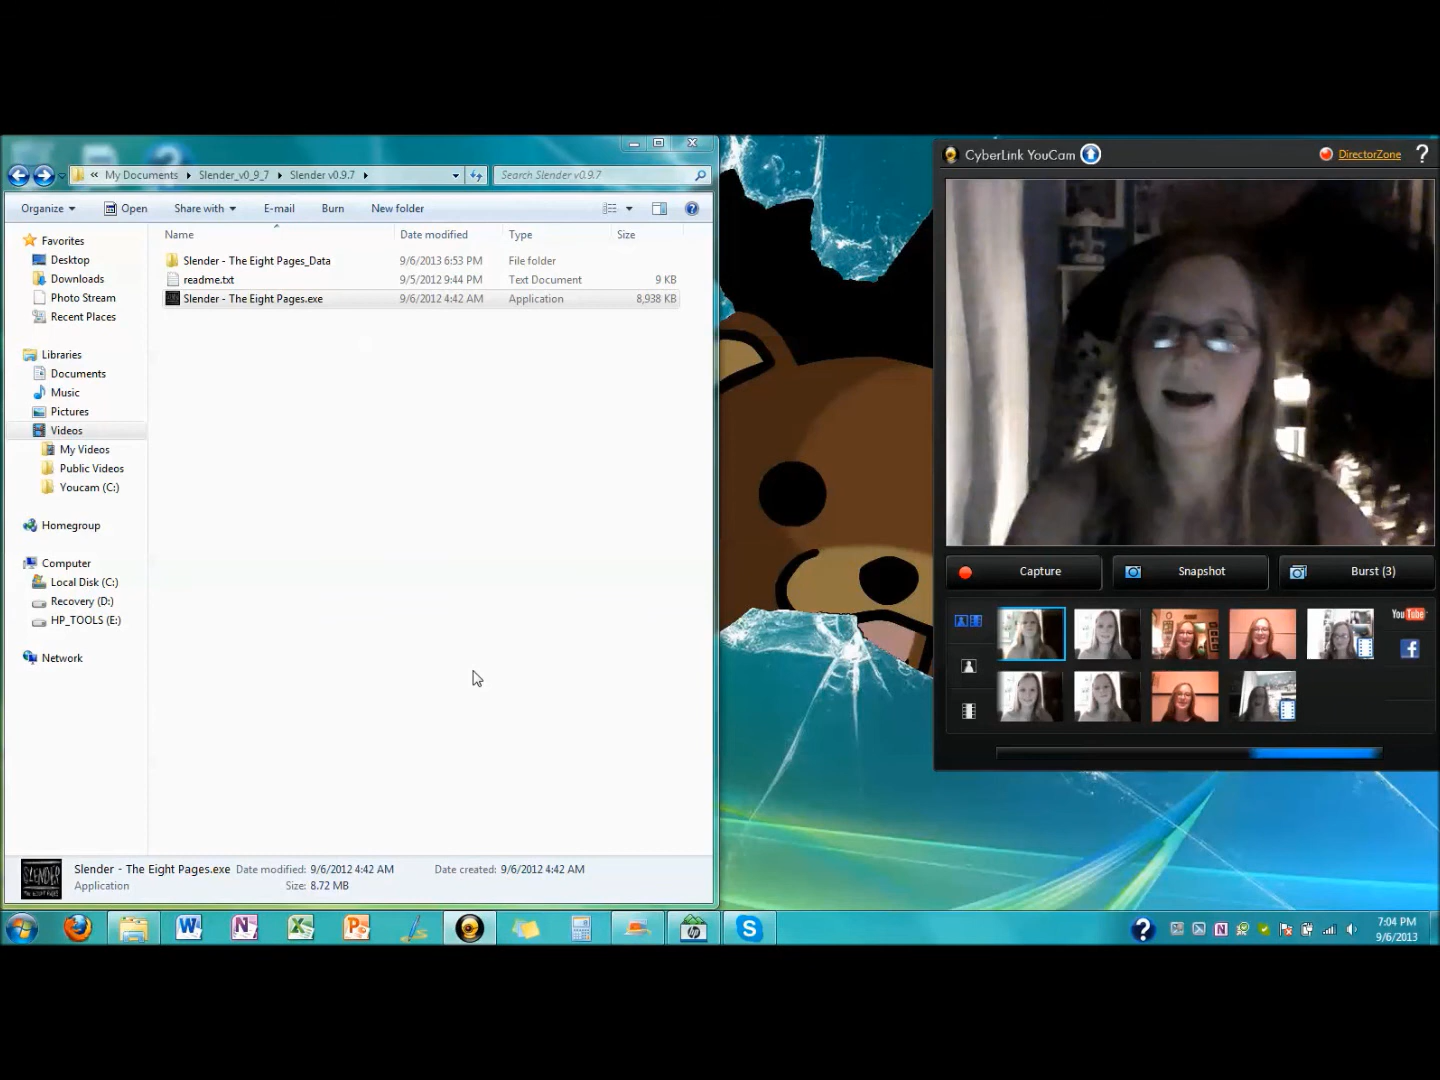 CyberLink YouCam
DirectorZone
?
« My Documents Slender_v0_9_7 Slender v0.9.7
Search Slender v0.9.7
Organize Open Share with E-mail Burn New folder
Name Date modified Type Size
Favorites
Desktop
Downloads
Photo Stream
Recent Places
Libraries
Documents
Music
Pictures
Videos
My Videos
Public Videos
Youcam (C:)
Homegroup
Computer
Local Disk (C:)
Recovery (D:)
HP_TOOLS (E:)
Network
Slender - The Eight Pages_Data 9/6/2013 6:53 PM File folder
readme.txt 9/5/2012 9:44 PM Text Document 9 KB
Slender - The Eight Pages.exe 9/6/2012 4:42 AM Application 8,938 KB
Capture Snapshot Burst (3)
YouTube
f
SLENDER
THE EIGHT PAGES
Slender - The Eight Pages.exe Date modified: 9/6/2012 4:42 AM Date created: 9/6/2012 4:42 AM
Application Size: 8.72 MB
W N X P hp S ? N
7:04 PM
9/6/2013